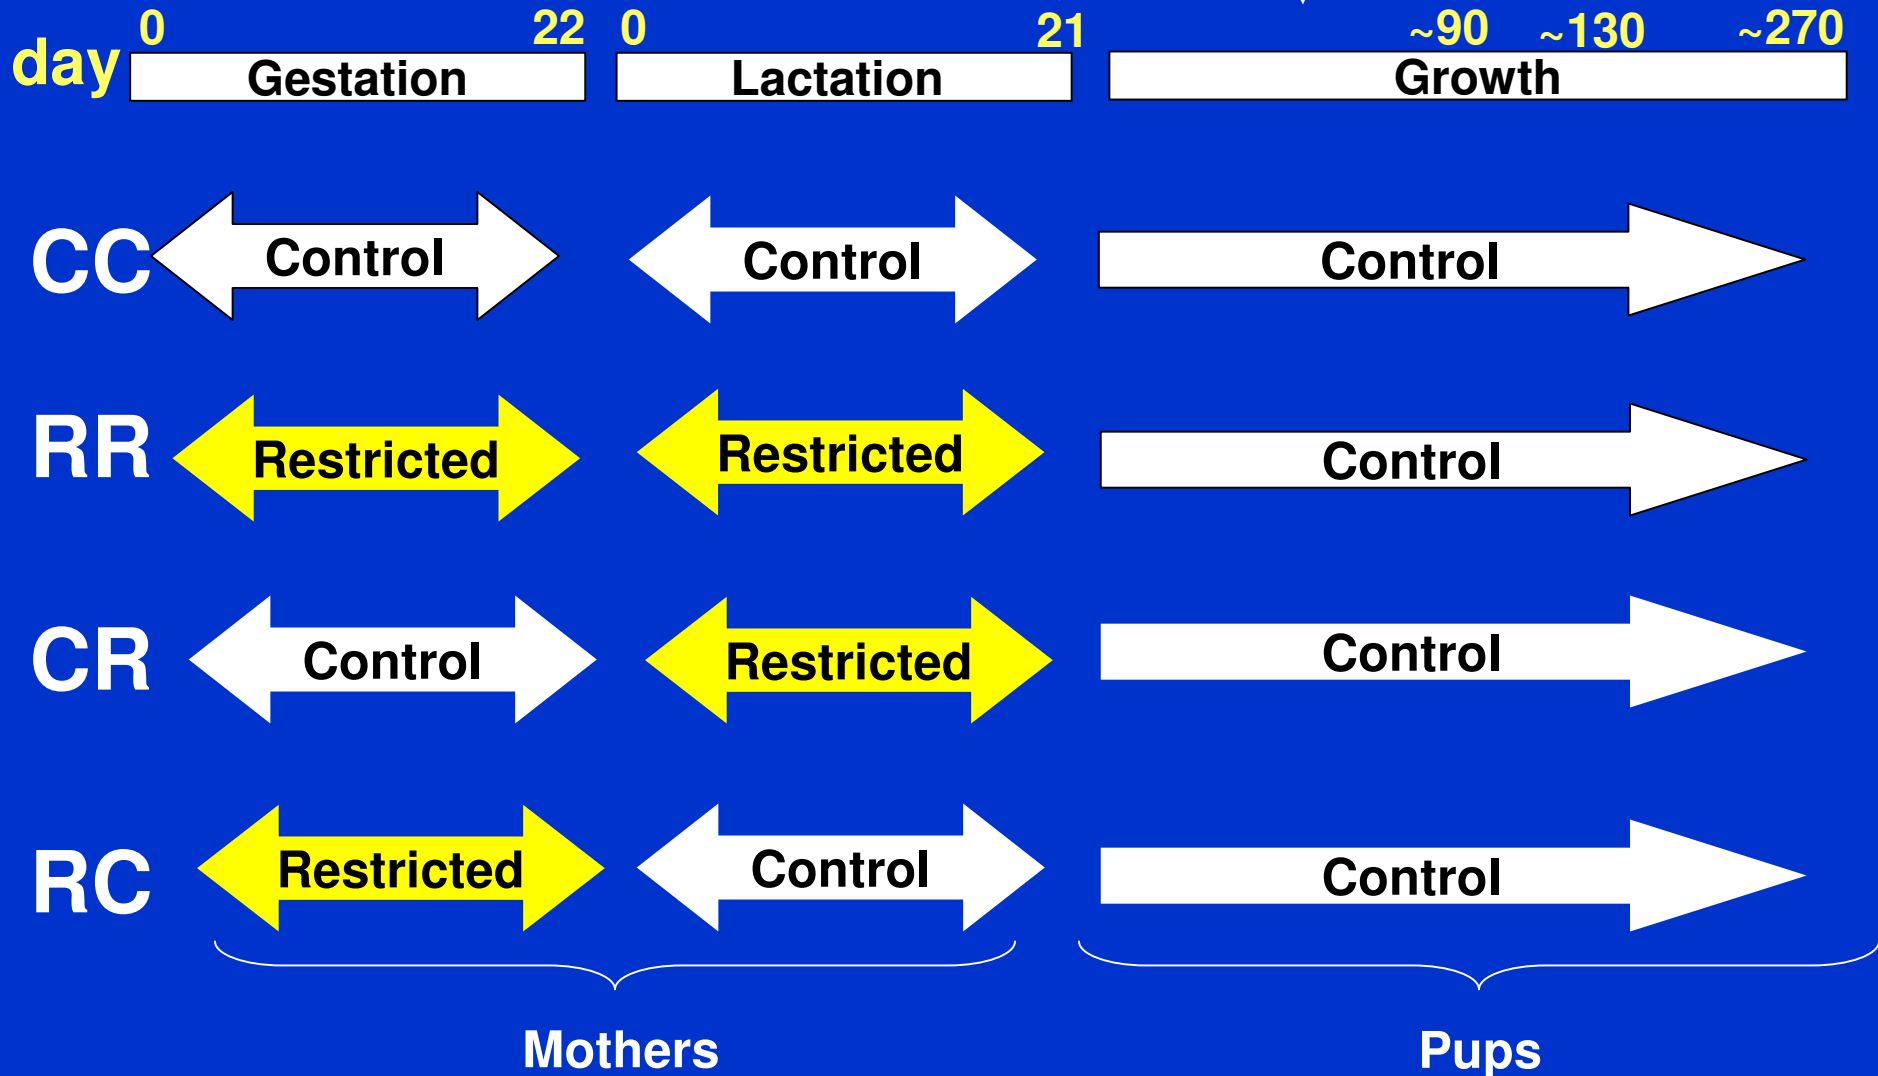 day 0 22 0 21 ~90 ~130 ~270
Gestation Lactation Growth
CC Control Control Control
RR Restricted Restricted Control
CR Control Restricted Control
RC Restricted Control Control
Mothers Pups